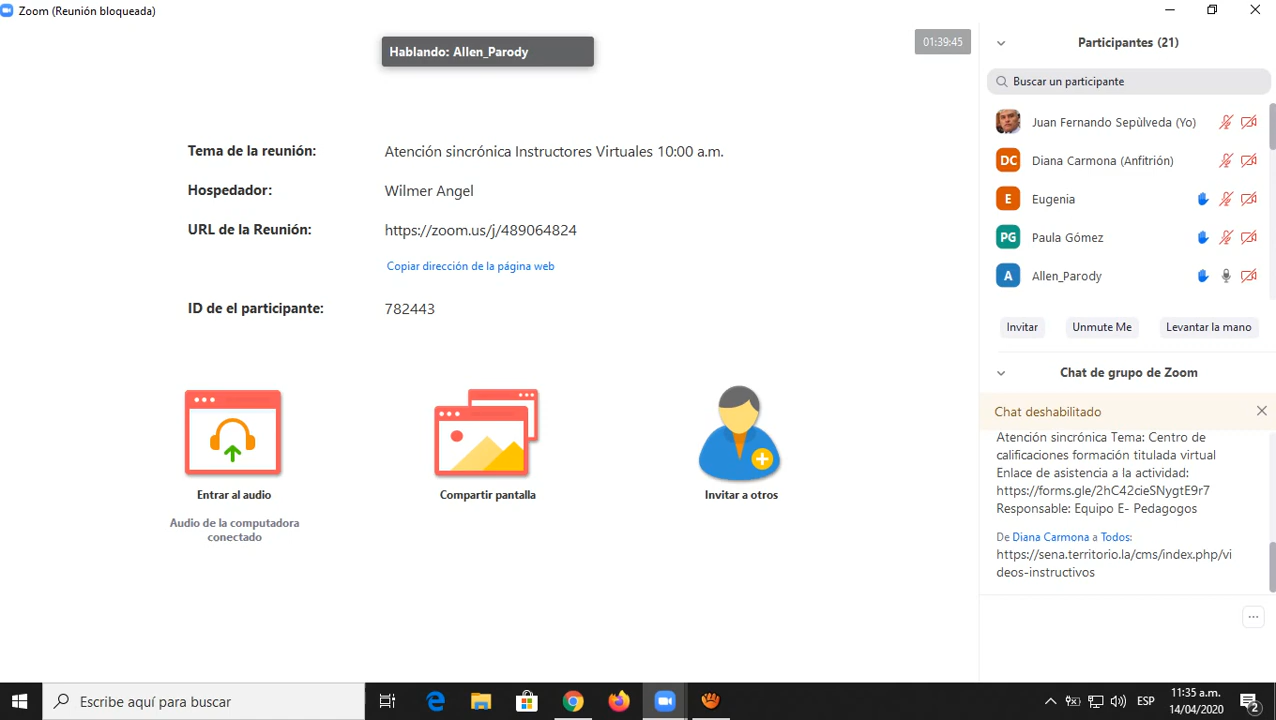 Zoom (Reunión bloqueada)
Hablando: Allen_Parody
01:39:45
Tema de la reunión: Atención sincrónica Instructores Virtuales 10:00 a.m.
Hospedador: Wilmer Angel
URL de la Reunión: https://zoom.us/j/489064824
Copiar dirección de la página web
ID de el participante: 782443
Entrar al audio
Audio de la computadora
conectado
Compartir pantalla
Invitar a otros
Participantes (21)
Buscar un participante
Juan Fernando Sepùlveda (Yo)
DC Diana Carmona (Anfitrión)
E Eugenia
PG Paula Gómez
A Allen_Parody
Invitar Unmute Me Levantar la mano
Chat de grupo de Zoom
Chat deshabilitado
Atención sincrónica Tema: Centro de
calificaciones formación titulada virtual
Enlace de asistencia a la actividad:
https://forms.gle/2hC42cieSNygtE9r7
Responsable: Equipo E- Pedagogos
De Diana Carmona a Todos:
https://sena.territorio.la/cms/index.php/vi
deos-instructivos
Escribe aquí para buscar
ESP
11:35 a.m.
14/04/2020
2